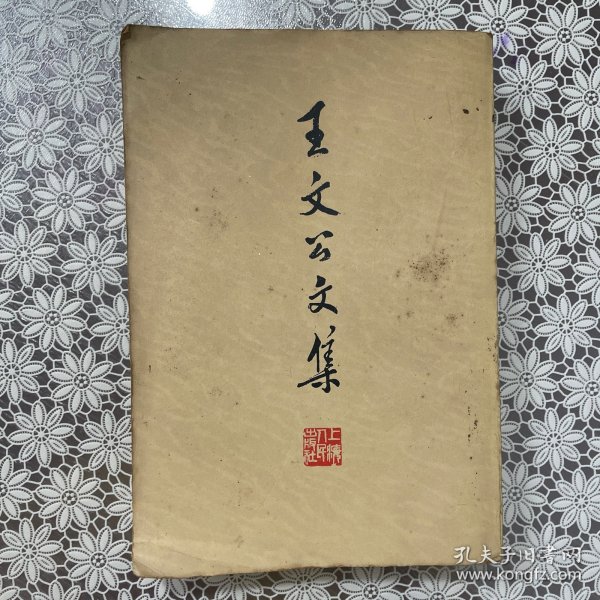 王文公文集
上海
人民
出版社
孔夫子旧书网
www.kongfz.com